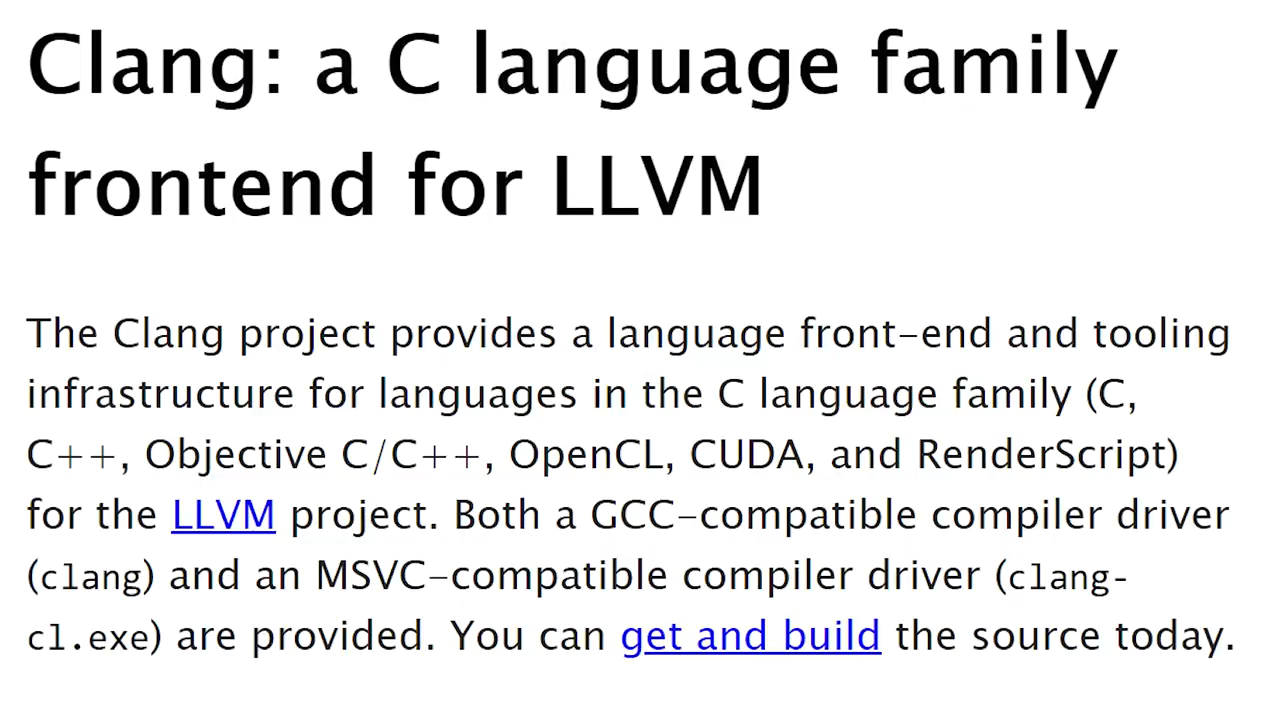 Clang: a C language family
frontend for LLVM
The Clang project provides a language front-end and tooling
infrastructure for languages in the C language family (C,
C++, Objective C/C++, OpenCL, CUDA, and RenderScript)
for the LLVM project. Both a GCC-compatible compiler driver
(clang) and an MSVC-compatible compiler driver (clang-
cl.exe) are provided. You can get and build the source today.